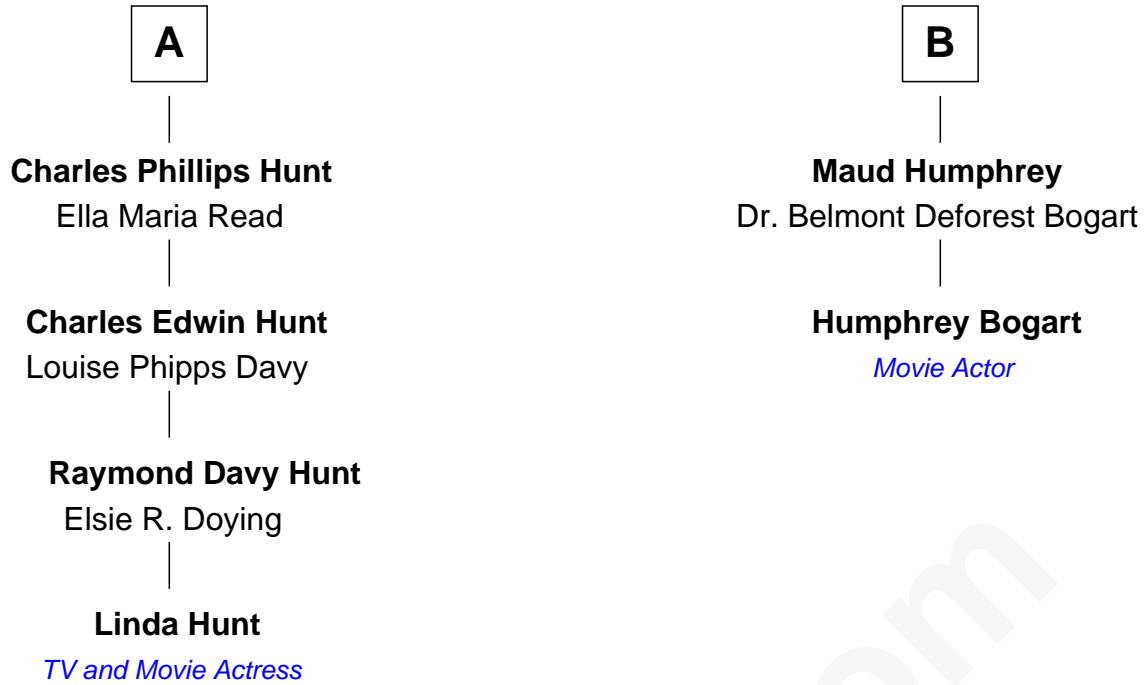 A
Charles Phillips Hunt
Ella Maria Read
Charles Edwin Hunt
Louise Phipps Davy
Raymond Davy Hunt
Elsie R. Doying
Linda Hunt
TV and Movie Actress
B
Maud Humphrey
Dr. Belmont Deforest Bogart
Humphrey Bogart
Movie Actor
om